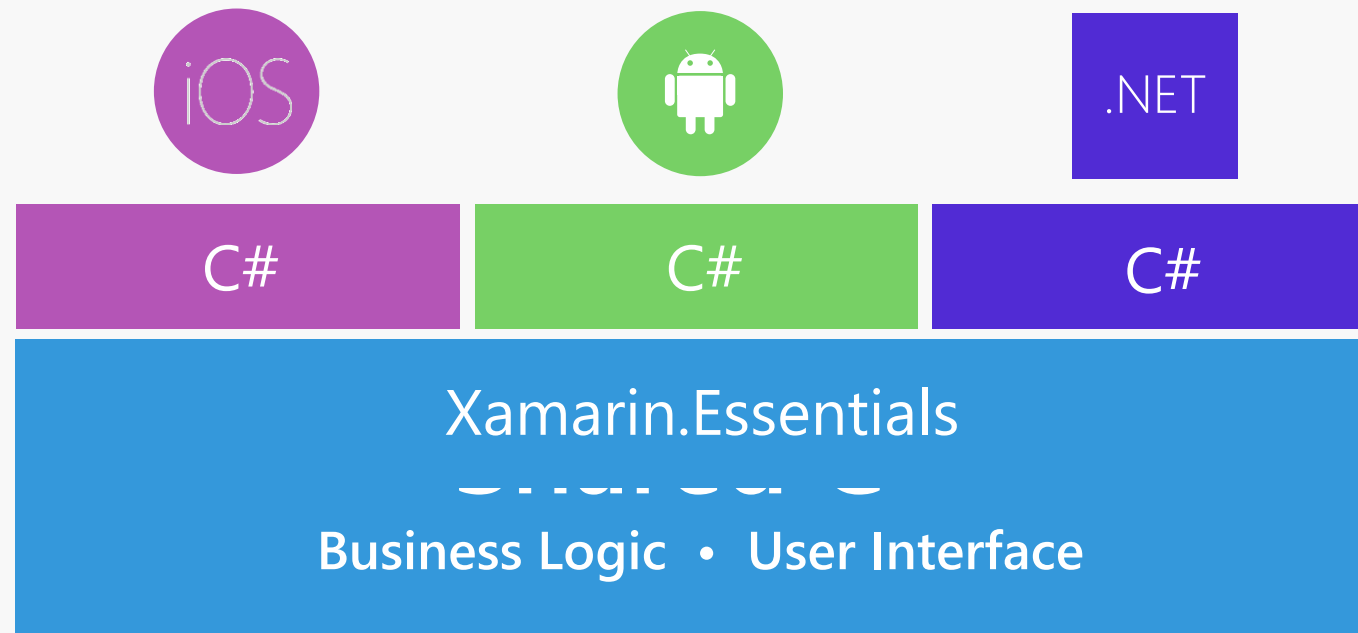 iOS
.NET
C#
C#
C#
Xamarin.Essentials
Business Logic • User Interface